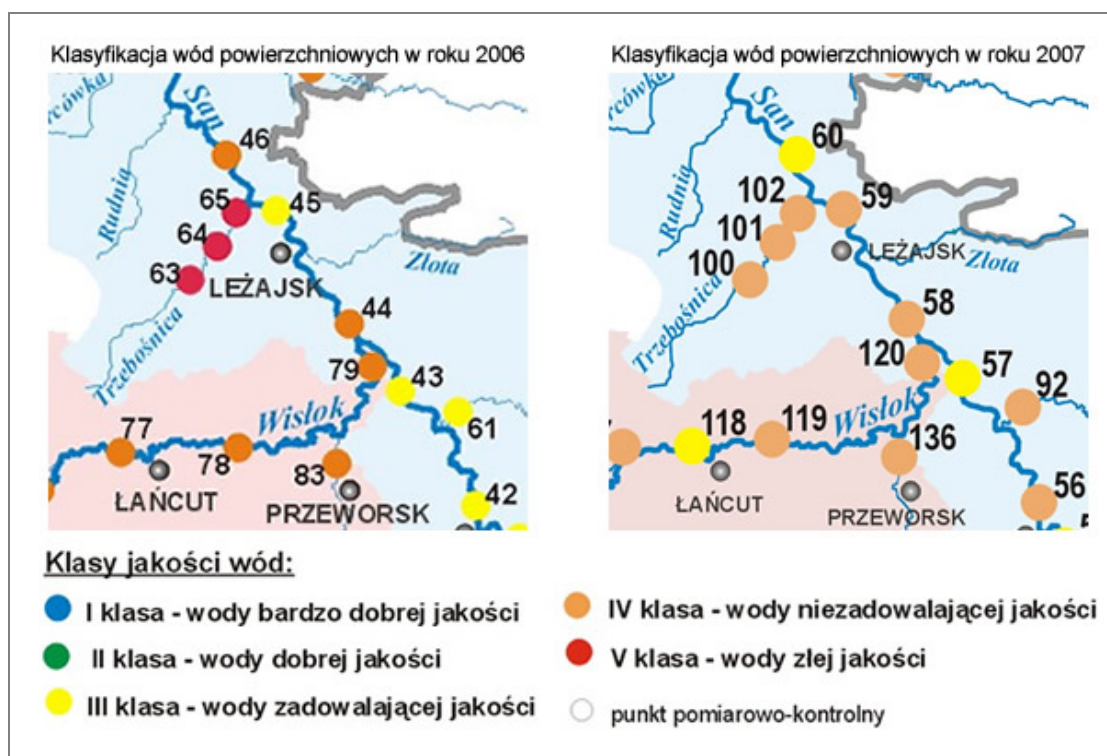 Klasyfikacja wód powierzchniowych w roku 2006
San
46
Rudnia
65
45
64
63
LEŻAJSK
Złota
44
Trzebośnica
79
43
Wisłok
61
77
78
83
42
ŁAŃCUT
PRZEWORSK
Klasyfikacja wód powierzchniowych w roku 2007
San
60
Rudnia
102
59
101
100
LEŻAJSK
Złota
58
Trzebośnica
120
57
92
118
119
Wisłok
136
56
ŁAŃCUT
PRZEWORSK
Klasy jakości wód:
I klasa - wody bardzo dobrej jakości
II klasa - wody dobrej jakości
III klasa - wody zadowalającej jakości
IV klasa - wody niezadowalającej jakości
V klasa - wody złej jakości
punkt pomiarowo-kontrolny